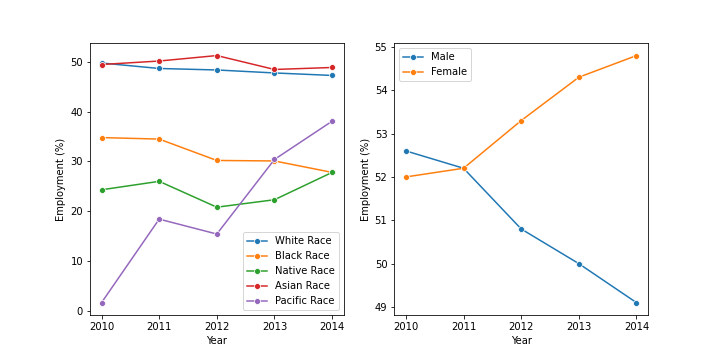 Employment (%)
50
40
30
20
10
0
2010 2011 2012 2013 2014
Year
White Race
Black Race
Native Race
Asian Race
Pacific Race
Employment (%)
55
54
53
52
51
50
49
2010 2011 2012 2013 2014
Year
Male
Female